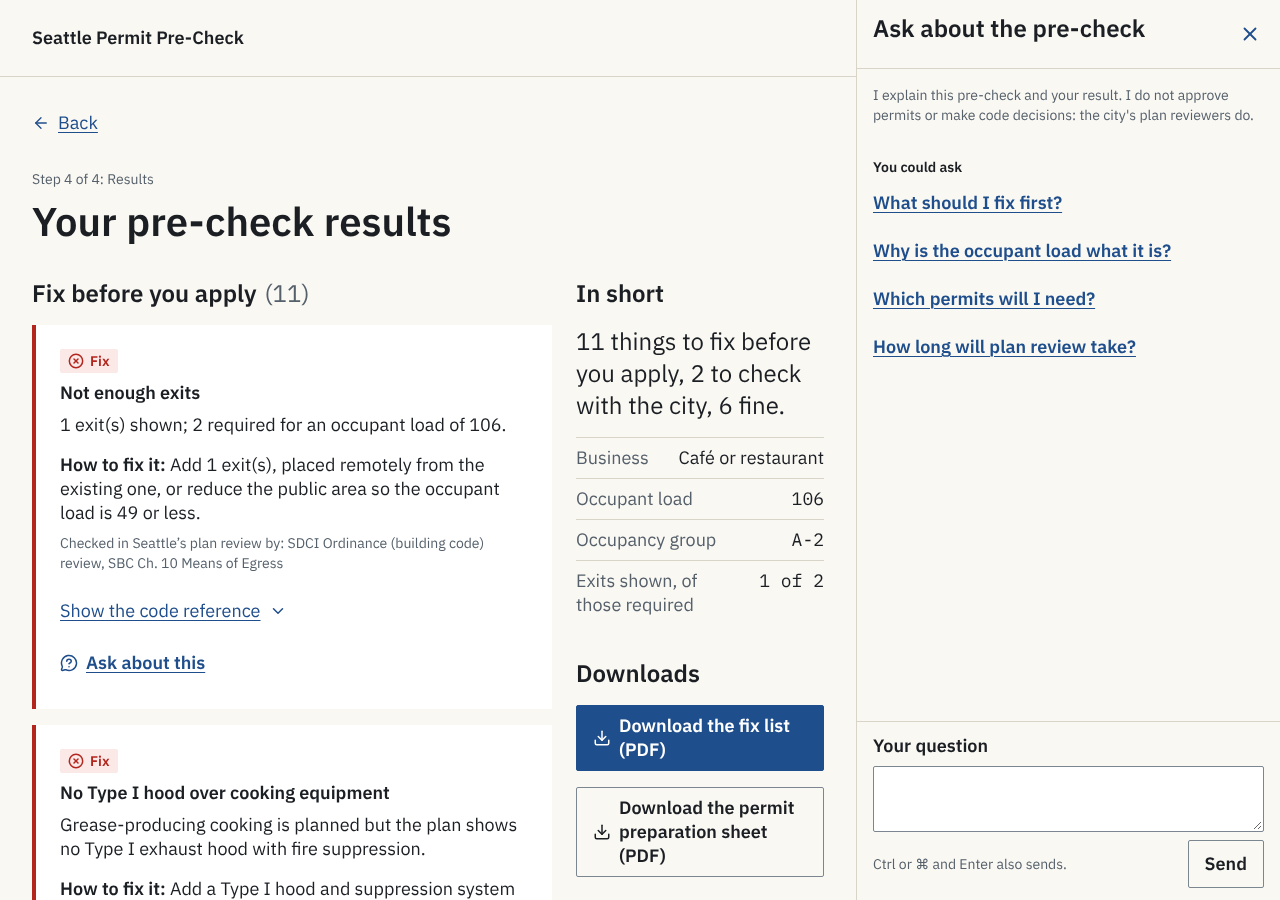 Seattle Permit Pre-Check
Back
Step 4 of 4: Results
Your pre-check results
Fix before you apply (11)
Fix
Not enough exits
1 exit(s) shown; 2 required for an occupant load of 106.
How to fix it: Add 1 exit(s), placed remotely from the
existing one, or reduce the public area so the occupant
load is 49 or less.
Checked in Seattle’s plan review by: SDCI Ordinance (building code)
review, SBC Ch. 10 Means of Egress
Show the code reference
Ask about this
Fix
No Type I hood over cooking equipment
Grease-producing cooking is planned but the plan shows
no Type I exhaust hood with fire suppression.
How to fix it: Add a Type I hood and suppression system
In short
11 things to fix before
you apply, 2 to check
with the city, 6 fine.
Business Café or restaurant
Occupant load 106
Occupancy group A-2
Exits shown, of 1 of 2
those required
Downloads
Download the fix list
(PDF)
Download the permit
preparation sheet
(PDF)
Ask about the pre-check
I explain this pre-check and your result. I do not approve
permits or make code decisions: the city's plan reviewers do.
You could ask
What should I fix first?
Why is the occupant load what it is?
Which permits will I need?
How long will plan review take?
Your question
Ctrl or ⌘ and Enter also sends.
Send